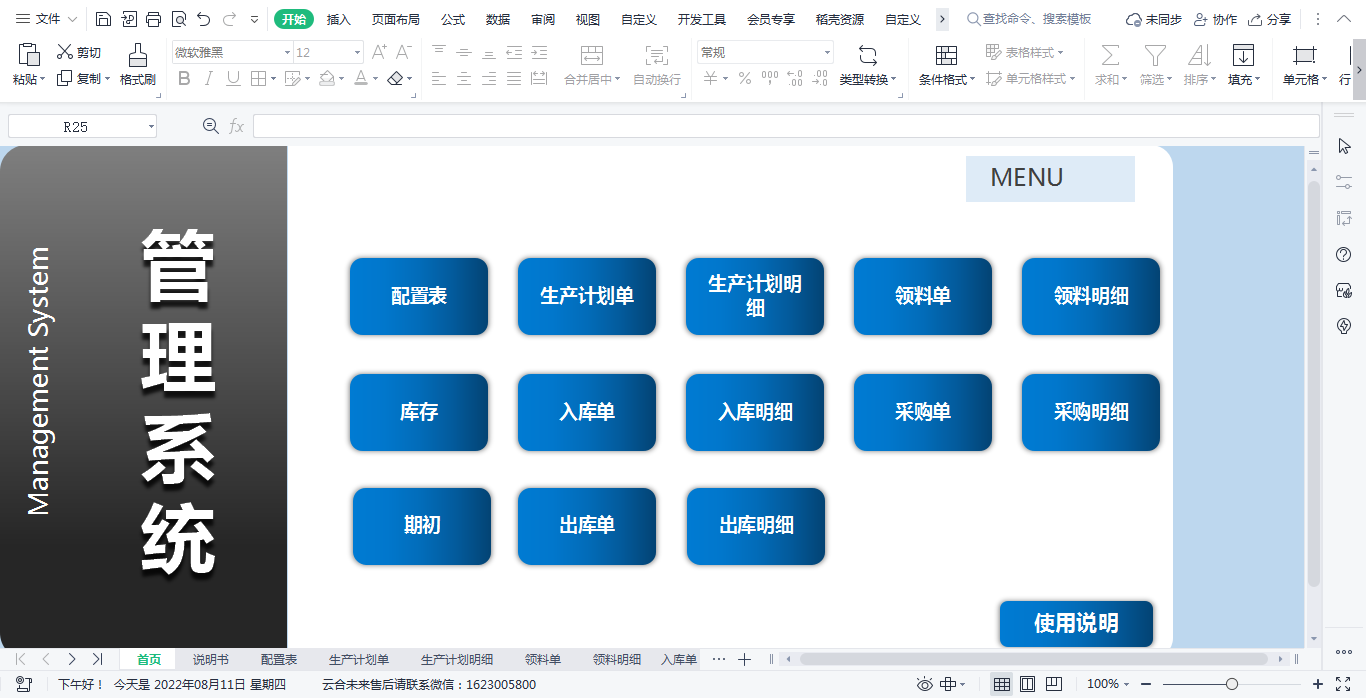 文件 开始 插入 页面布局 公式 数据 审阅 视图 自定义 开发工具 会员专享 稻壳资源 自定义 查找命令、搜索模板 未同步 协作 分享
粘贴 剪切 复制 格式刷 微软雅黑 12 合并居中 自动换行 常规 类型转换 条件格式 表格样式 单元格样式 求和 筛选 排序 填充 单元格 行
R25 fx
MENU
Management System
管理系统
配置表 生产计划单 生产计划明细 领料单 领料明细
库存 入库单 入库明细 采购单 采购明细
期初 出库单 出库明细
使用说明
首页 说明书 配置表 生产计划单 生产计划明细 领料单 领料明细 入库单
下午好！ 今天是 2022年08月11日 星期四 云合未来售后请联系微信：1623005800 100%